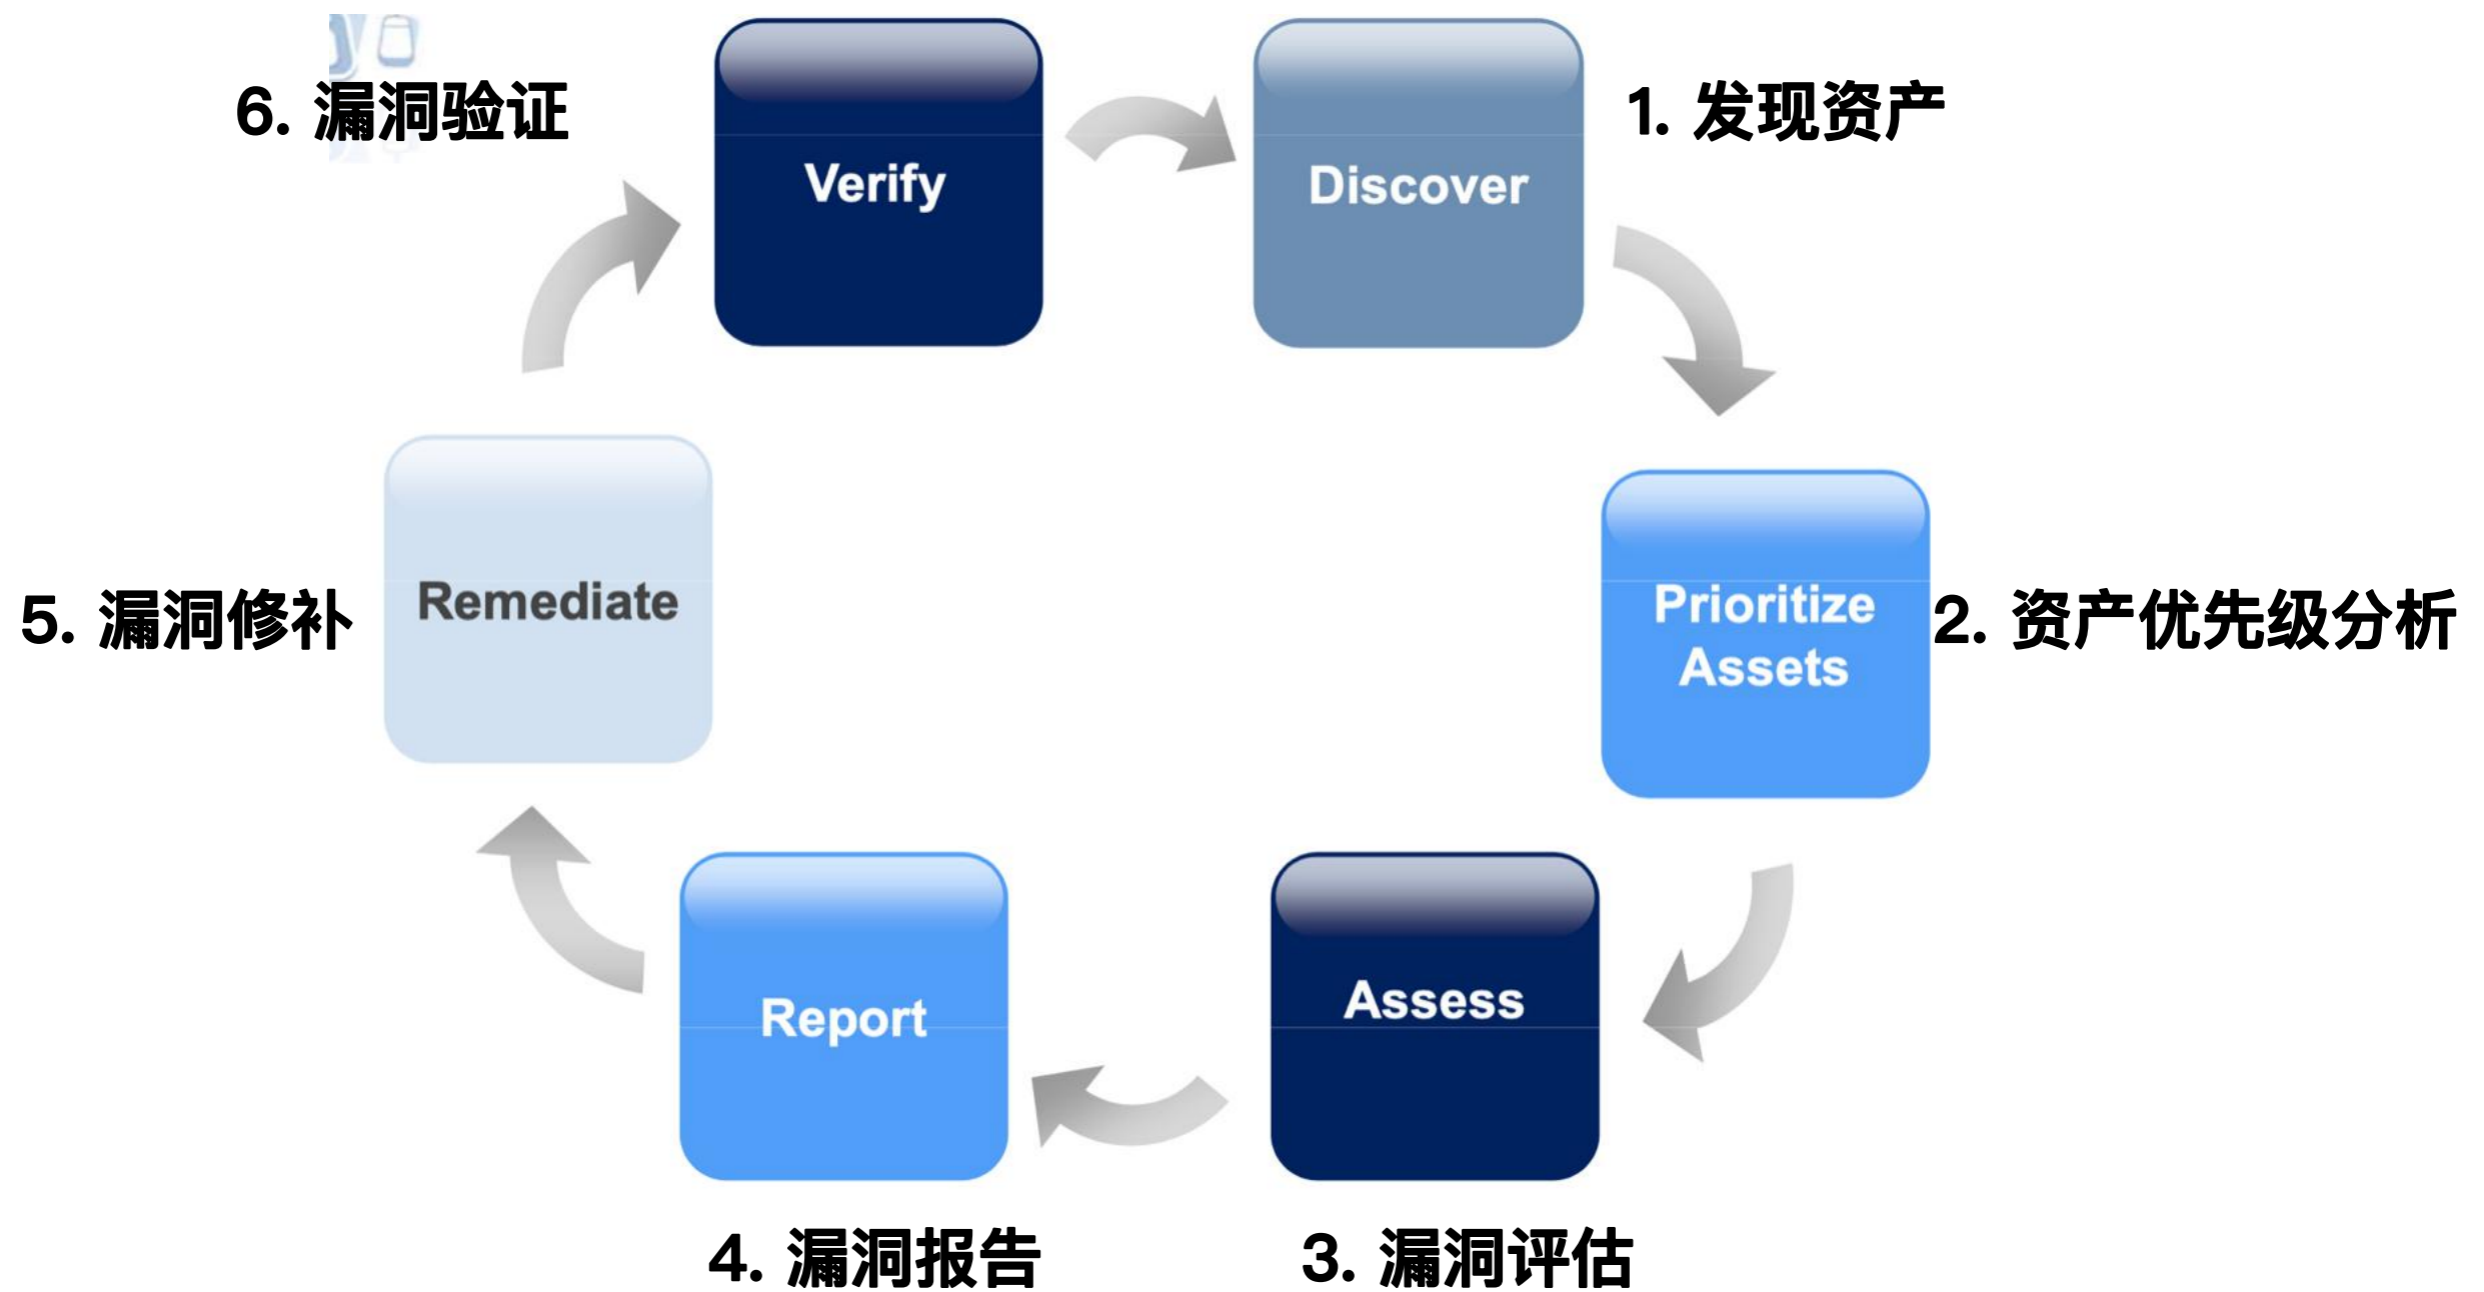 6. 漏洞验证
Verify
Discover
1. 发现资产
5. 漏洞修补
Remediate
Prioritize
Assets
2. 资产优先级分析
Report
Assess
4. 漏洞报告
3. 漏洞评估